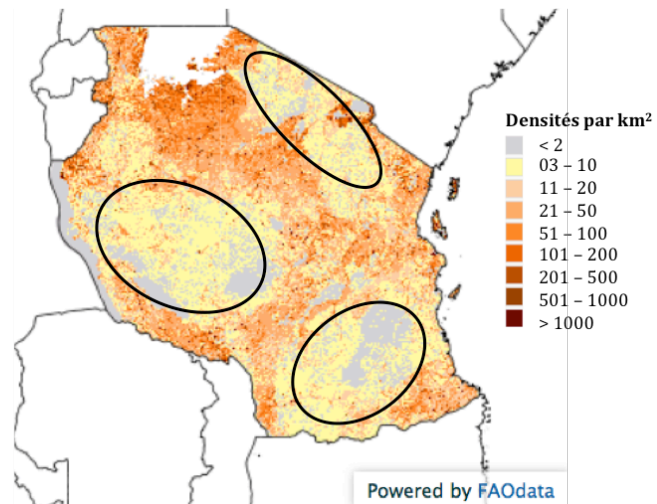 Densités par km²
< 2
03 – 10
11 – 20
21 – 50
51 – 100
101 – 200
201 – 500
501 – 1000
> 1000
Powered by FAOdata